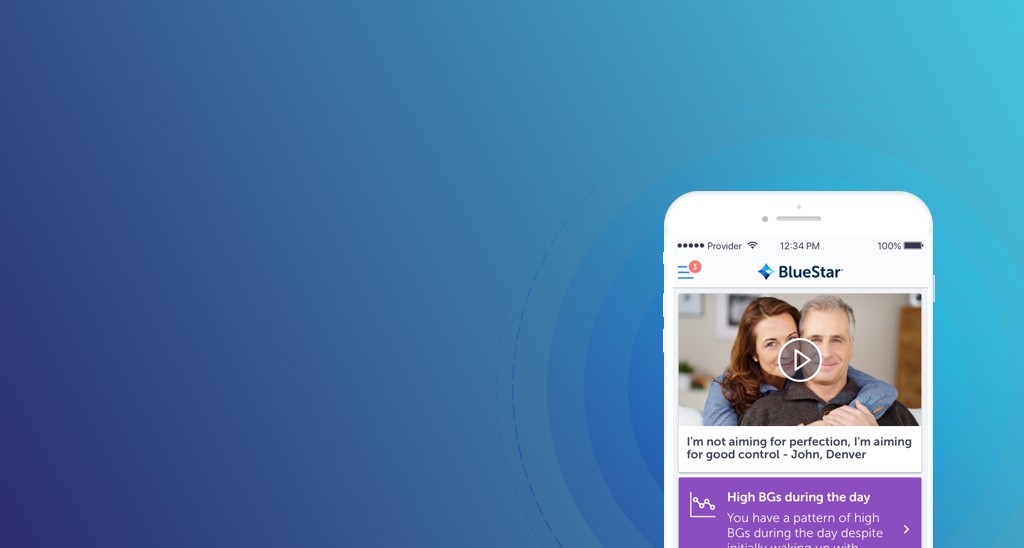 Provider 12:34 PM 100%
3
BlueStar
I'm not aiming for perfection, I'm aiming
for good control - John, Denver
High BGs during the day
You have a pattern of high
BGs during the day despite
initially waking up with